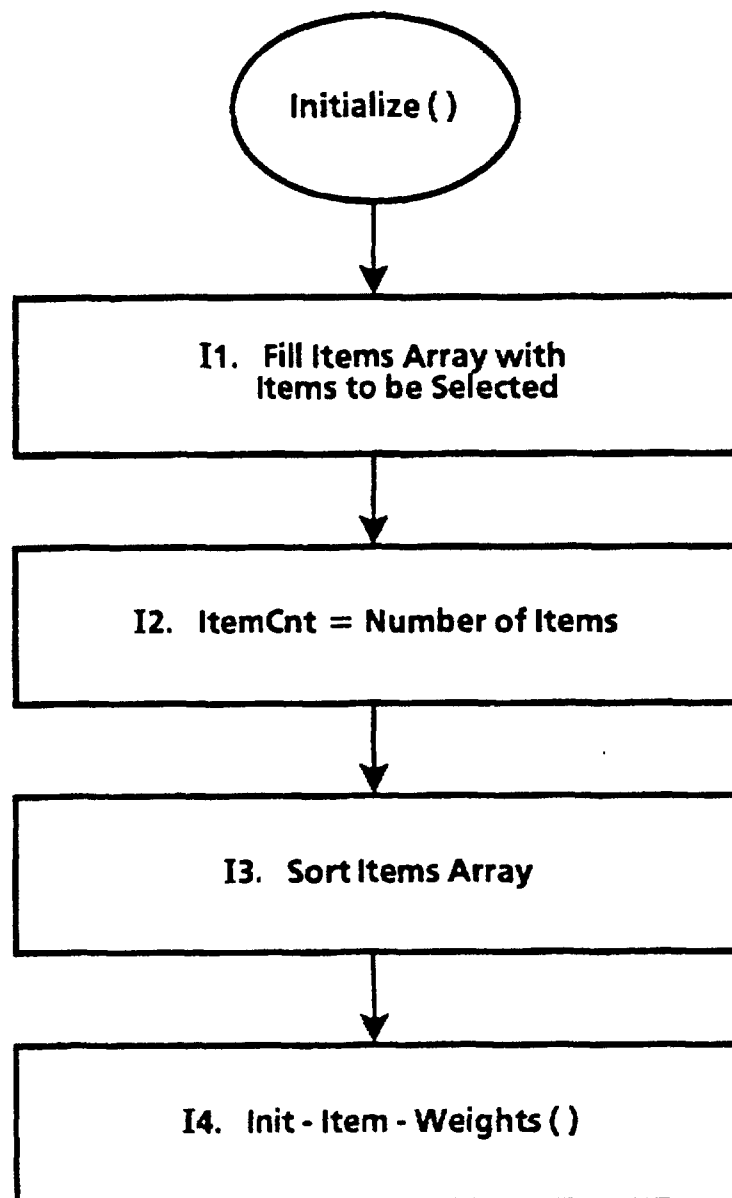 Initialize ( )
I1. Fill Items Array with
Items to be Selected
I2. ItemCnt = Number of Items
I3. Sort Items Array
I4. Init - Item - Weights ( )